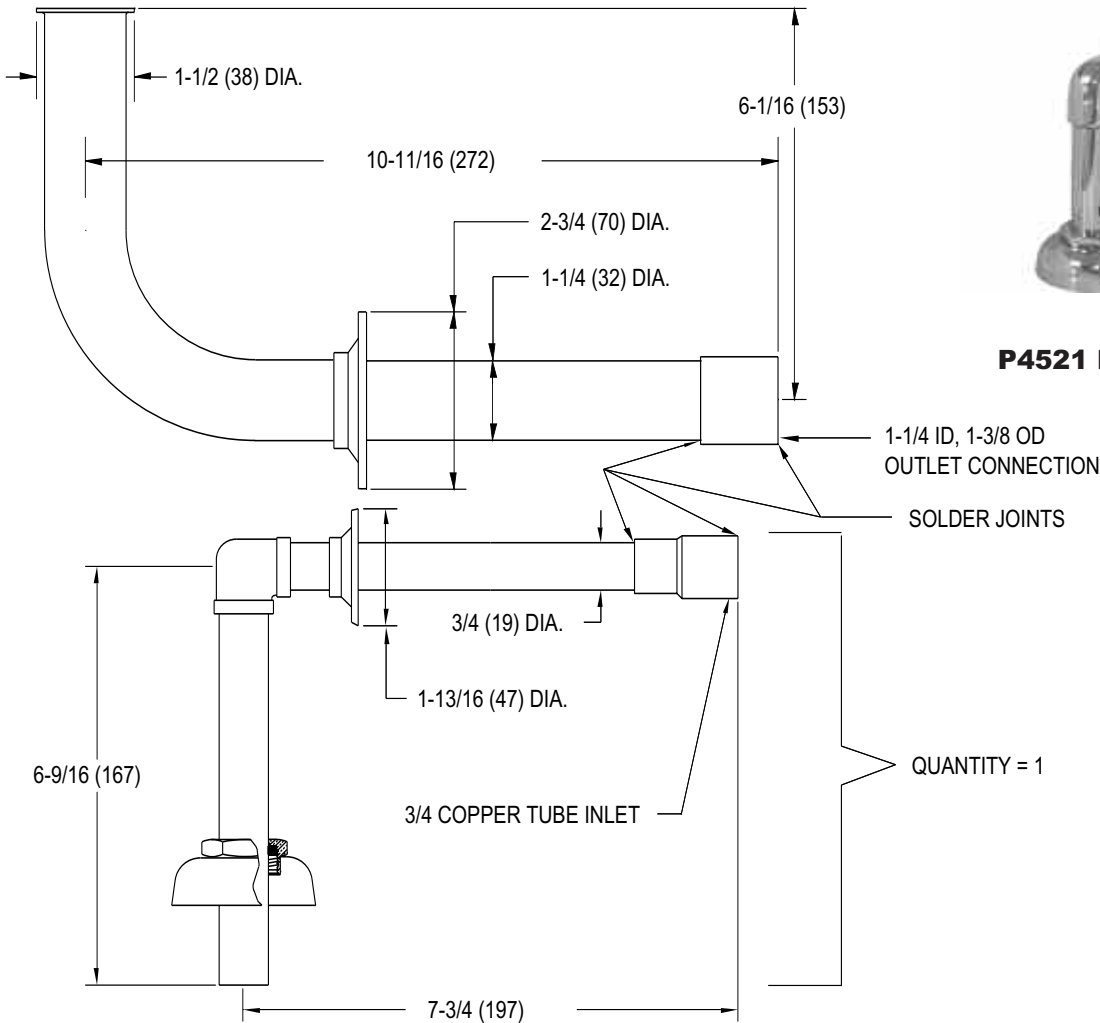 1-1/2 (38) DIA.
6-1/16 (153)
10-11/16 (272)
2-3/4 (70) DIA.
1-1/4 (32) DIA.
P4521
1-1/4 ID, 1-3/8 OD
OUTLET CONNECTION
SOLDER JOINTS
3/4 (19) DIA.
1-13/16 (47) DIA.
6-9/16 (167)
QUANTITY = 1
3/4 COPPER TUBE INLET
7-3/4 (197)